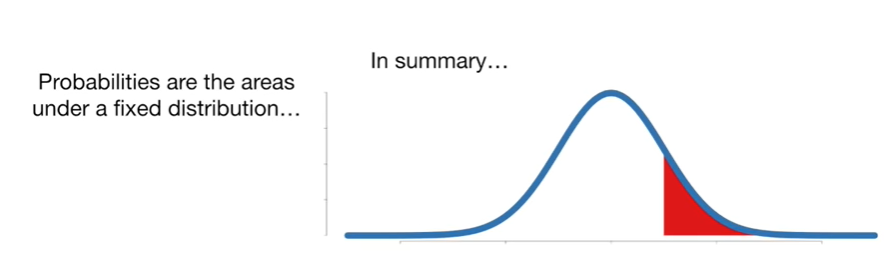 In summary…
Probabilities are the areas
under a fixed distribution…